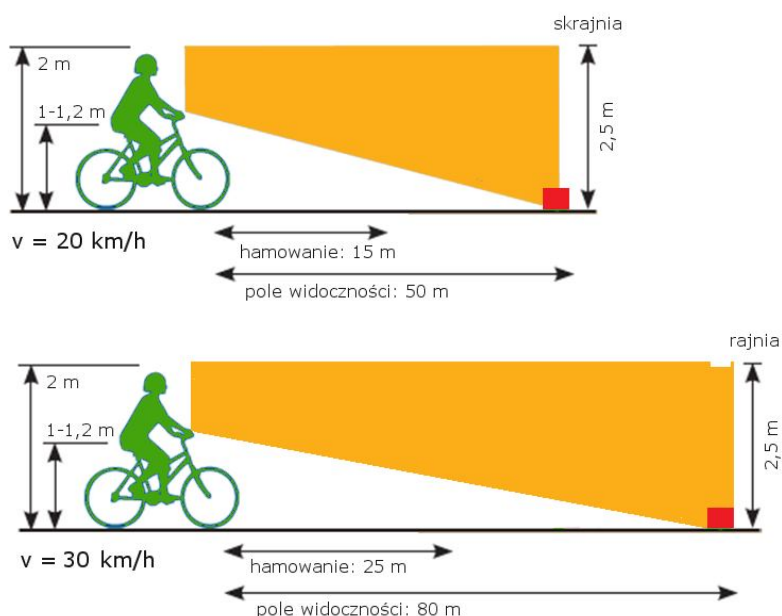 skrajnia
2 m
1-1,2 m
2,5 m
v = 20 km/h
hamowanie: 15 m
pole widoczności: 50 m
rajnia
2 m
1-1,2 m
2,5 m
v = 30 km/h
hamowanie: 25 m
pole widoczności: 80 m